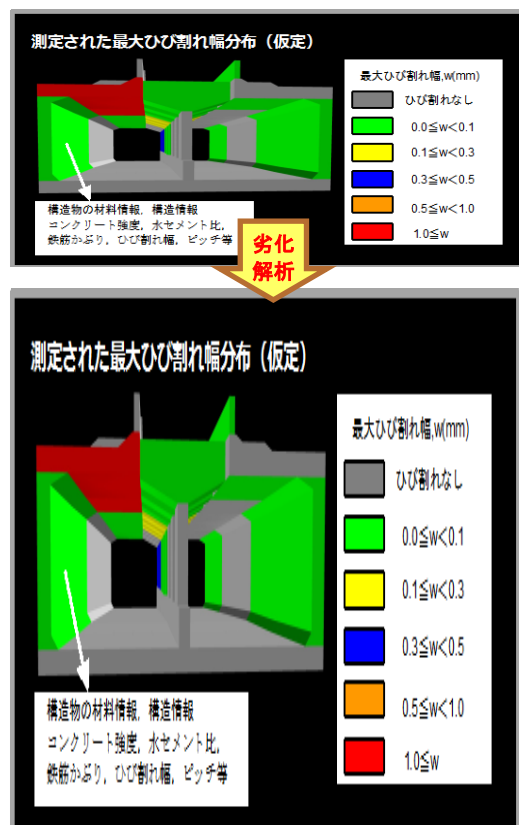 測定された最大ひび割れ幅分布（仮定）
最大ひび割れ幅,w(mm)
ひび割れなし
0.0≦w<0.1
0.1≦w<0.3
0.3≦w<0.5
0.5≦w<1.0
1.0≦w
構造物の材料情報，構造情報
コンクリート強度，水セメント比，
鉄筋かぶり，ひび割れ幅，ピッチ等
劣化
解析
測定された最大ひび割れ幅分布（仮定）
最大ひび割れ幅,w(mm)
ひび割れなし
0.0≦w<0.1
0.1≦w<0.3
0.3≦w<0.5
0.5≦w<1.0
1.0≦w
構造物の材料情報，構造情報
コンクリート強度，水セメント比，
鉄筋かぶり，ひび割れ幅，ピッチ等